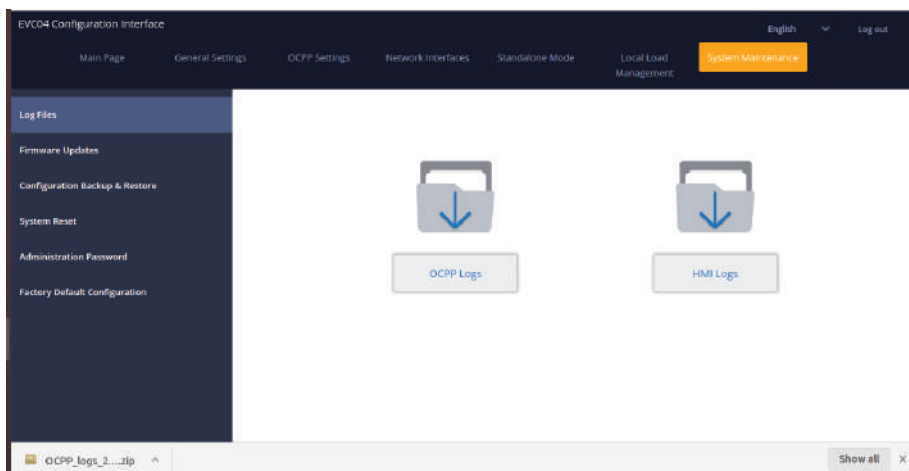 EVC04 Configuration Interface
English
Log out
Main Page
General Settings
OCPP Settings
Network Interfaces
Standalone Mode
Local Load
Management
System Maintenance
Log Files
Firmware Updates
Configuration Backup & Restore
System Reset
Administration Password
Factory Default Configuration
OCPP Logs
HMI Logs
OCPP_logs_2....zip
Show all